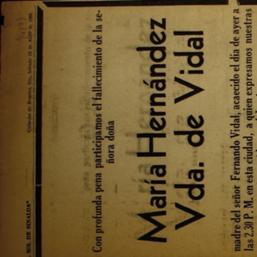 Con profunda pena participamos el fallecimiento de la se-
ñora doña
María Hernández
Vda. de Vidal
madre del señor Fernando Vidal, acaecido el día de ayer a
las 2.30 P. M. en esta ciudad, a quien expresamos nuestras